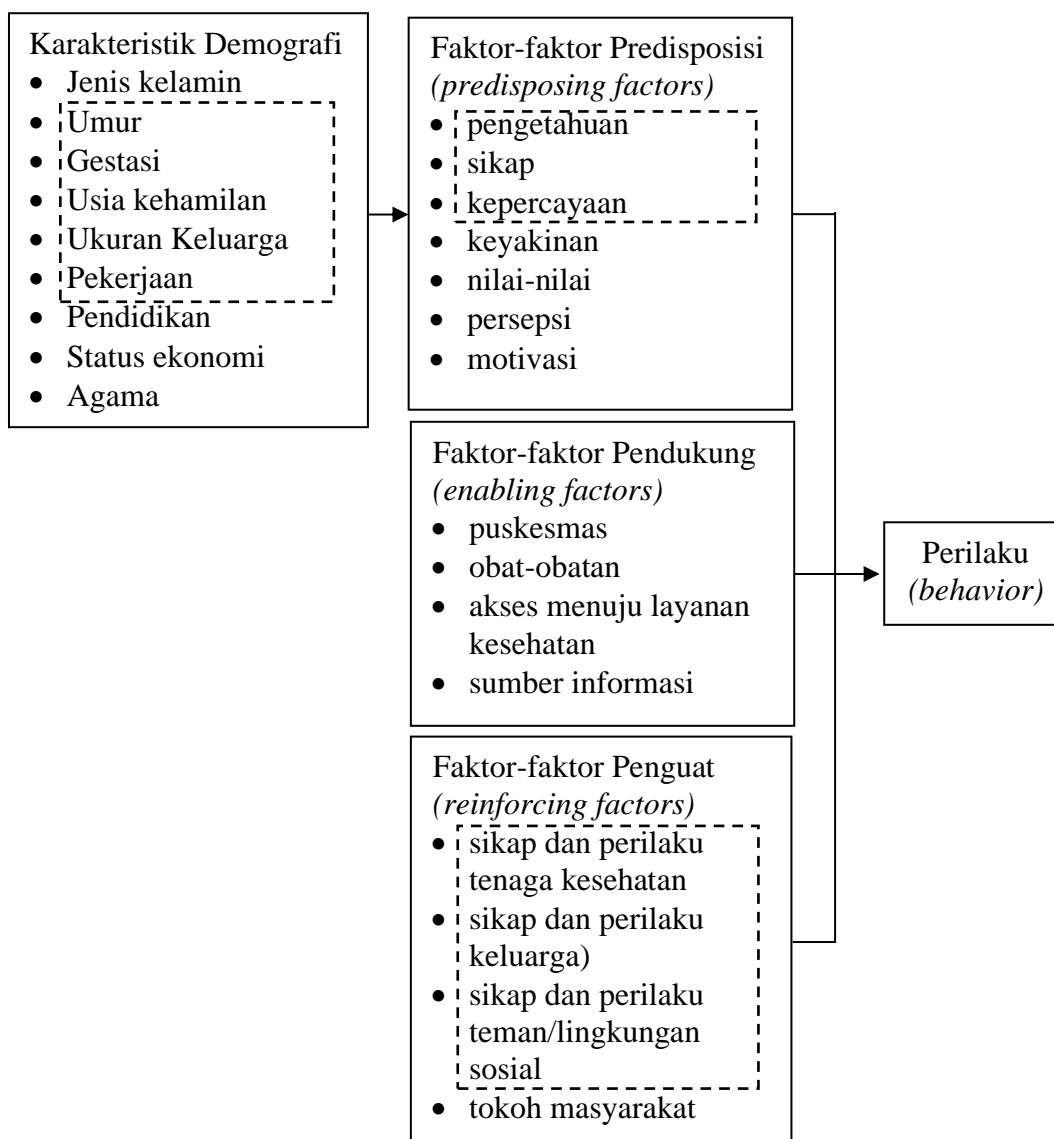 Karakteristik Demografi
• Jenis kelamin
• Umur
• Gestasi
• Usia kehamilan
• Ukuran Keluarga
• Pekerjaan
• Pendidikan
• Status ekonomi
• Agama
Faktor-faktor Predisposisi
(predisposing factors)
• pengetahuan
• sikap
• kepercayaan
• keyakinan
• nilai-nilai
• persepsi
• motivasi
Faktor-faktor Pendukung
(enabling factors)
• puskesmas
• obat-obatan
• akses menuju layanan
kesehatan
• sumber informasi
Faktor-faktor Penguat
(reinforcing factors)
• sikap dan perilaku
tenaga kesehatan
• sikap dan perilaku
keluarga)
• sikap dan perilaku
teman/lingkungan
sosial
• tokoh masyarakat
Perilaku
(behavior)